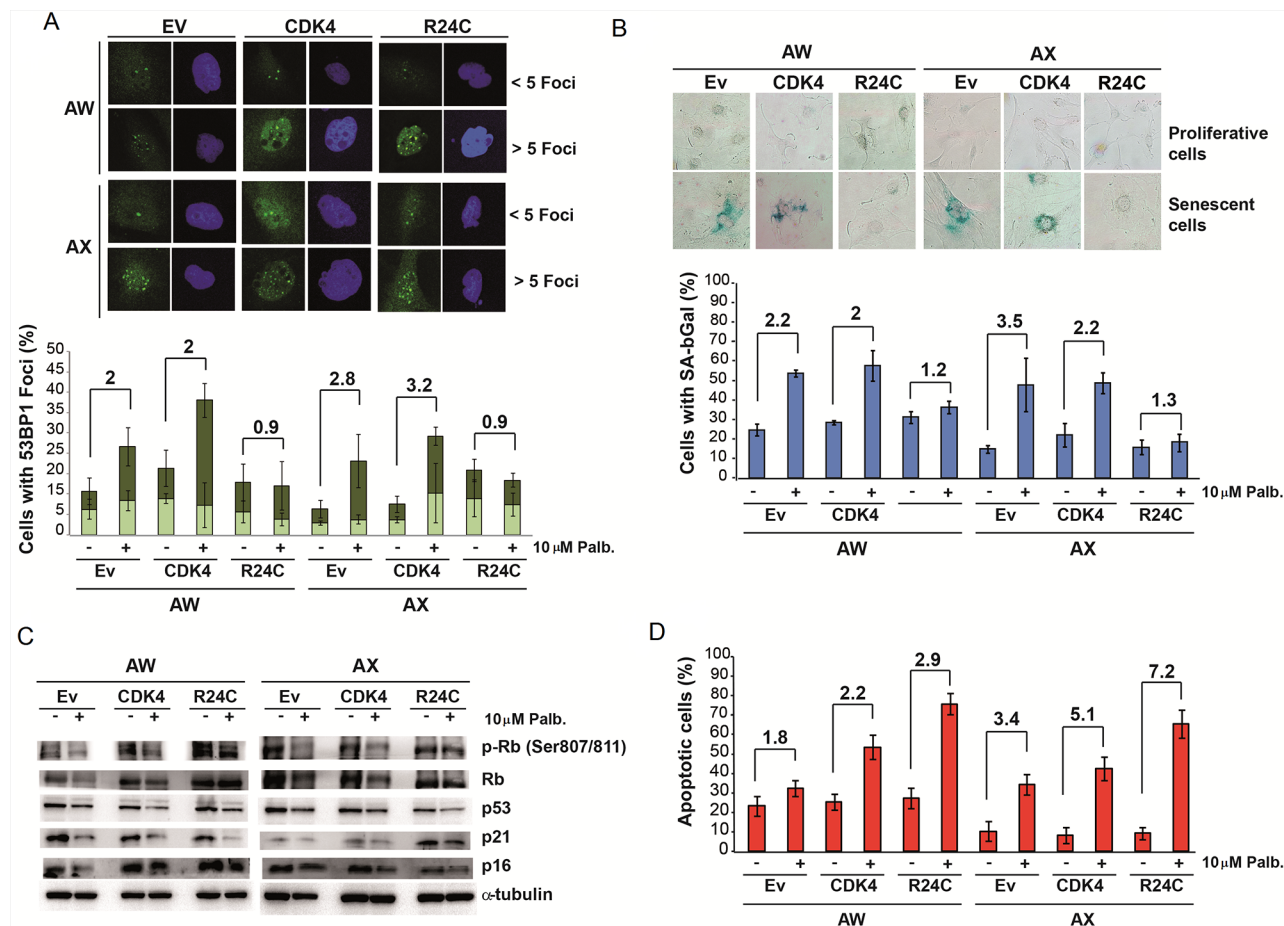 A
EV CDK4 R24C
AW
< 5 Foci
> 5 Foci
AX
< 5 Foci
> 5 Foci
Cells with 53BP1 Foci (%)
50
45
40
35
30
25
20
15
10
5
0
2 2 0.9 2.8 3.2 0.9
- + - + - + - + - + - + 10 µM Palb.
Ev CDK4 R24C Ev CDK4 R24C
AW AX
B
AW AX
Ev CDK4 R24C Ev CDK4 R24C
Proliferative
cells
Senescent
cells
Cells with SA-bGal (%)
100
90
80
70
60
50
40
30
20
10
0
2.2 2 1.2 3.5 2.2 1.3
- + - + - + - + - + - + 10 µM Palb.
Ev CDK4 Ev CDK4 R24C
AW AX
C
AW AX
Ev CDK4 R24C Ev CDK4 R24C
- + - + - + - + - + - + 10 µM Palb.
p-Rb (Ser807/811)
Rb
p53
p21
p16
α-tubulin
D
Apoptotic cells (%)
100
90
80
70
60
50
40
30
20
10
0
1.8 2.2 2.9 3.4 5.1 7.2
- + - + - + - + - + - + 10 µM Palb.
Ev CDK4 R24C Ev CDK4 R24C
AW AX